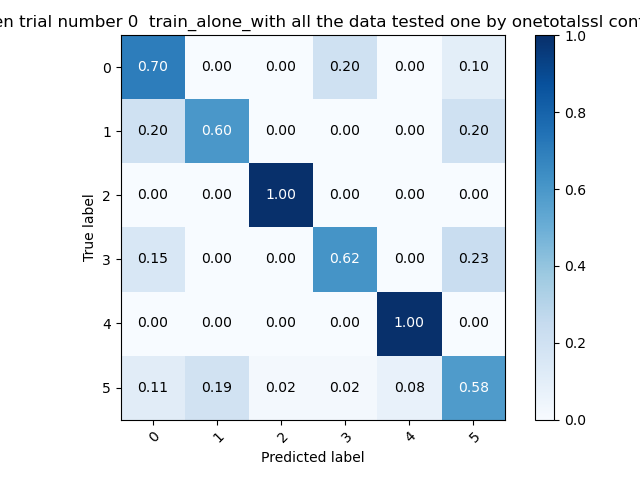 en trial number 0 train_alone_with all the data tested one by onetotalssl con
True label
0 0.70 0.00 0.00 0.20 0.00 0.10
1 0.20 0.60 0.00 0.00 0.00 0.20
2 0.00 0.00 1.00 0.00 0.00 0.00
3 0.15 0.00 0.00 0.62 0.00 0.23
4 0.00 0.00 0.00 0.00 1.00 0.00
5 0.11 0.19 0.02 0.02 0.08 0.58
0 1 2 3 4 5
Predicted label
1.0
0.8
0.6
0.4
0.2
0.0